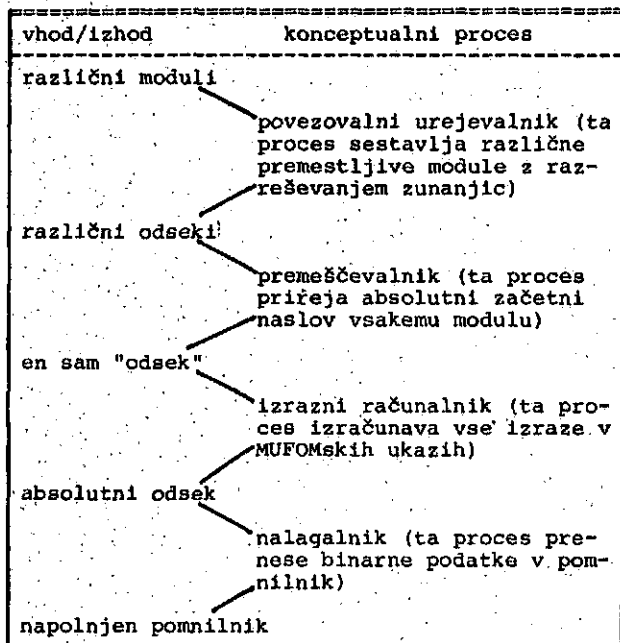 vhod/izhod konceptualni proces
različni moduli
povezovalni urejevalnik (ta
proces sestavlja različne
premestljive module z raz-
reševanjem zunanjic)
različni odseki
premeščevalnik (ta proces
prireja absolutni začetni
naslov vsakemu modulu)
en sam "odsek"
izrazni računalnik (ta pro-
ces izračunava vse izraze v
MUFOMskih ukazih)
absolutni odsek
nalagalnik (ta proces pre-
nese binarne podatke v pom-
nilnik)
napolnjen pomnilnik